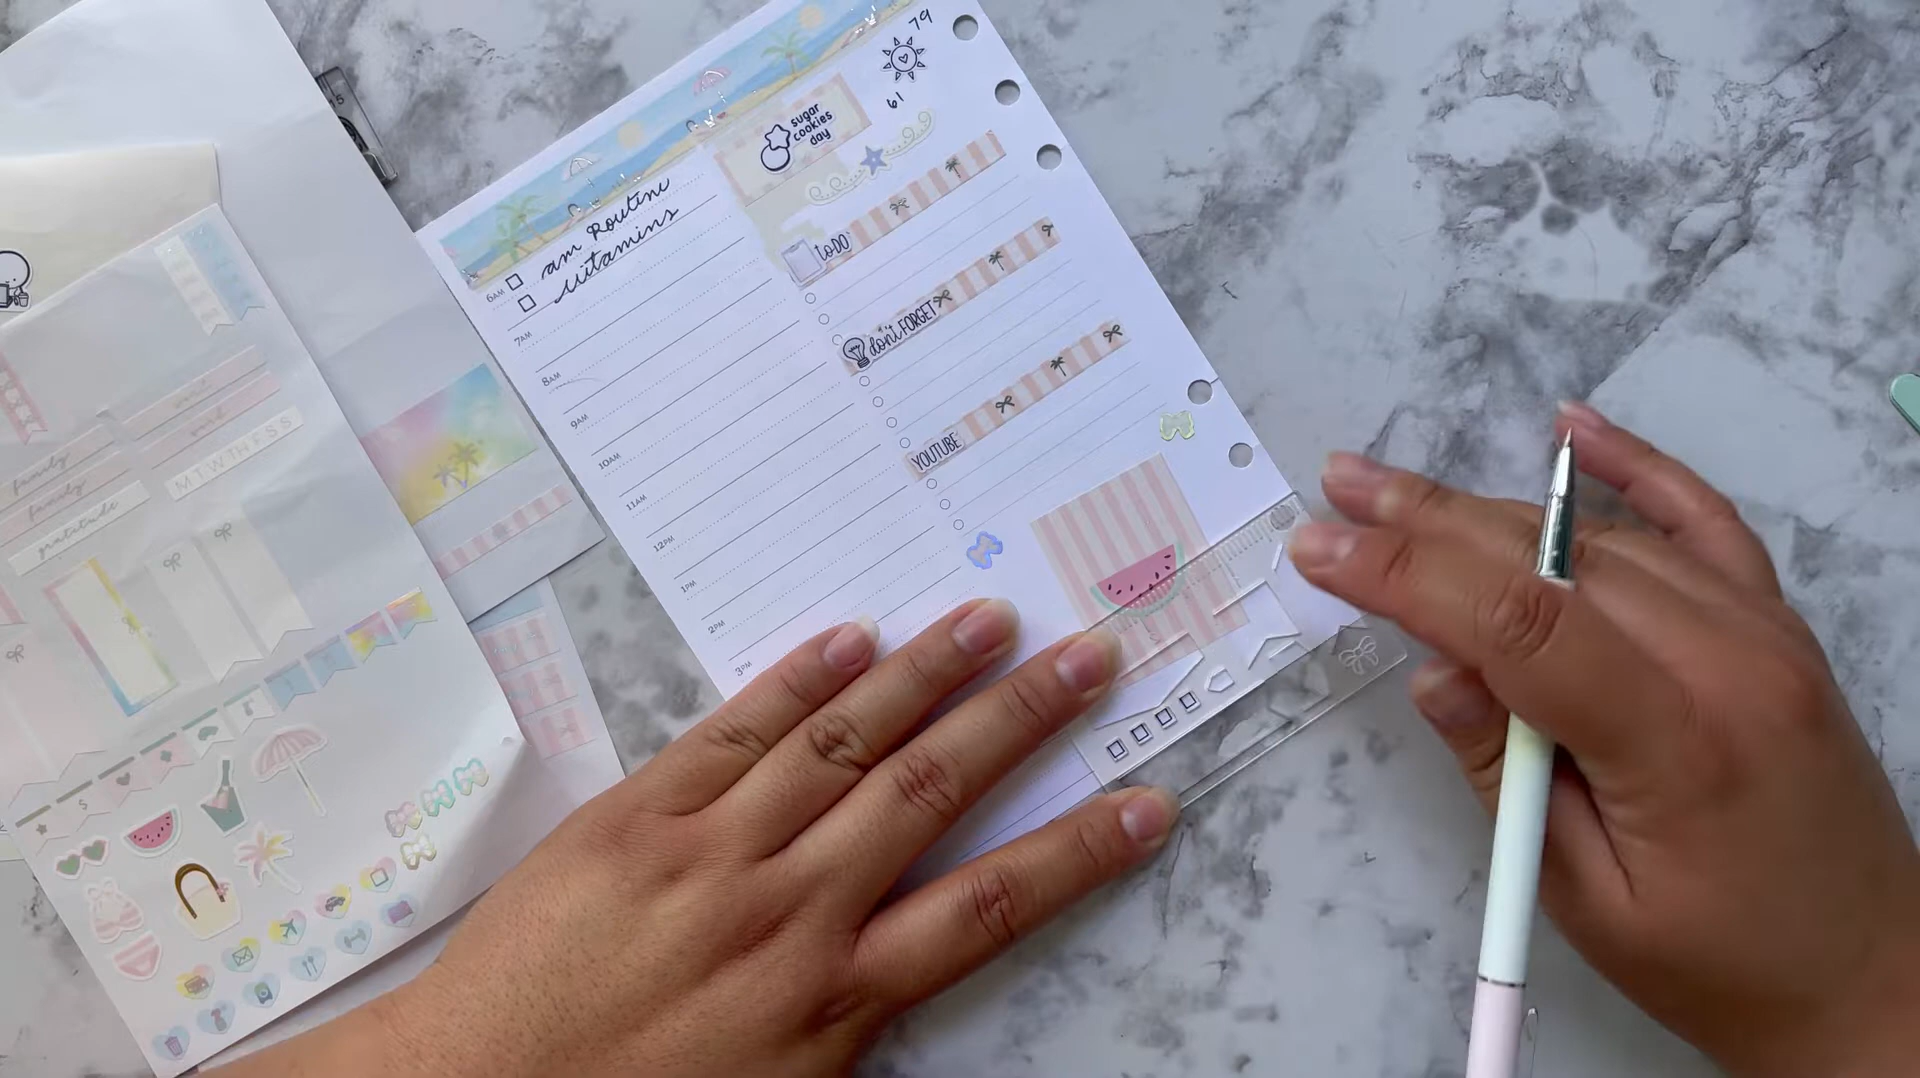 79
61
sugar
cookies
day
am Routine
vitamins
6AM
7AM
8AM
9AM
10AM
11AM
12PM
1PM
2PM
3PM
toDO
don't FORGET
YOUTUBE
family
family
gratitude
M T W T H F S S
15